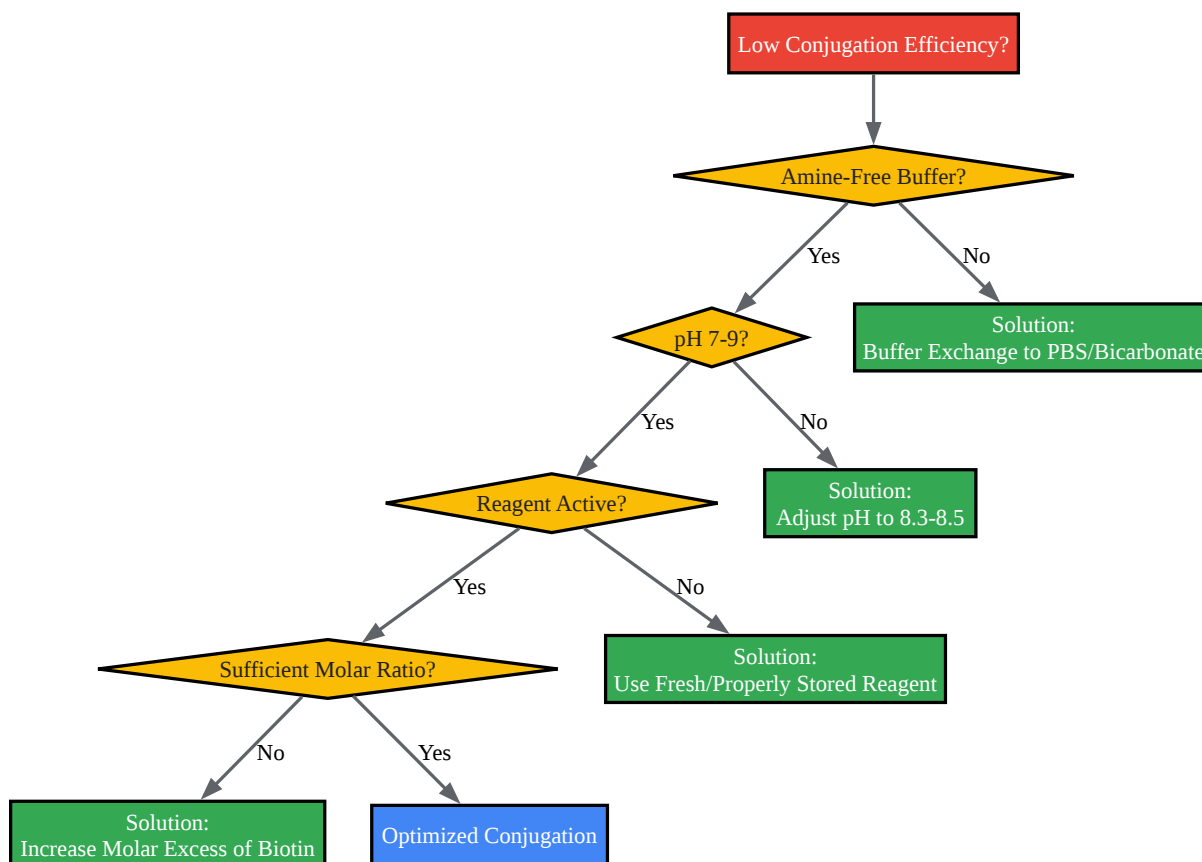 Low Conjugation Efficiency?
Amine-Free Buffer?
Yes
No
Solution:
Buffer Exchange to PBS/Bicarbonate
pH 7-9?
Yes
No
Solution:
Adjust pH to 8.3-8.5
Reagent Active?
Yes
No
Solution:
Use Fresh/Properly Stored Reagent
Sufficient Molar Ratio?
No
Yes
Solution:
Increase Molar Excess of Biotin
Optimized Conjugation